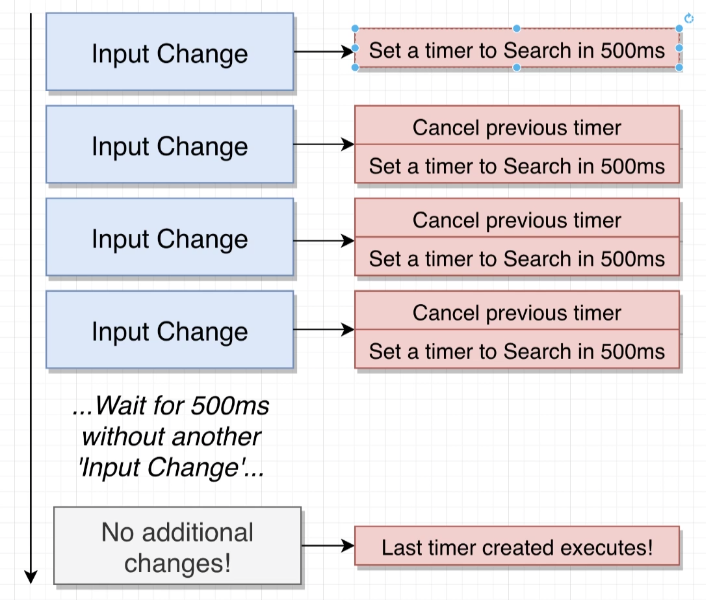 Input Change
Set a timer to Search in 500ms
Input Change
Cancel previous timer
Set a timer to Search in 500ms
Input Change
Cancel previous timer
Set a timer to Search in 500ms
Input Change
Cancel previous timer
Set a timer to Search in 500ms
...Wait for 500ms
without another
'Input Change'...
No additional
changes!
Last timer created executes!